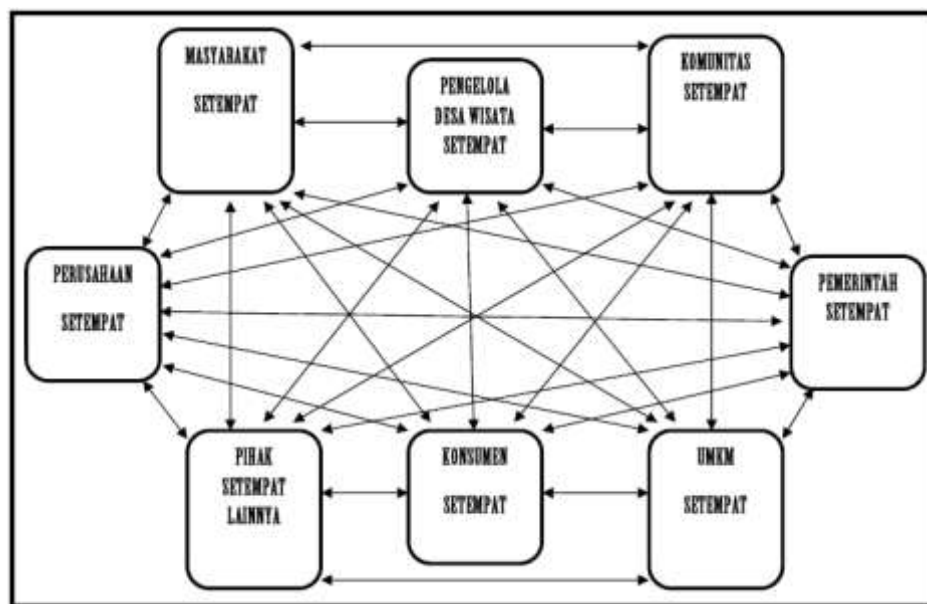 MASYARAKAT
SETEMPAT
PENGELOLA
DESA WISATA
SETEMPAT
KOMUNITAS
SETEMPAT
PERUSAHAAN
SETEMPAT
PEMERINTAH
SETEMPAT
PIHAK
SETEMPAT
LAINNYA
KONSUMEN
SETEMPAT
UMKM
SETEMPAT